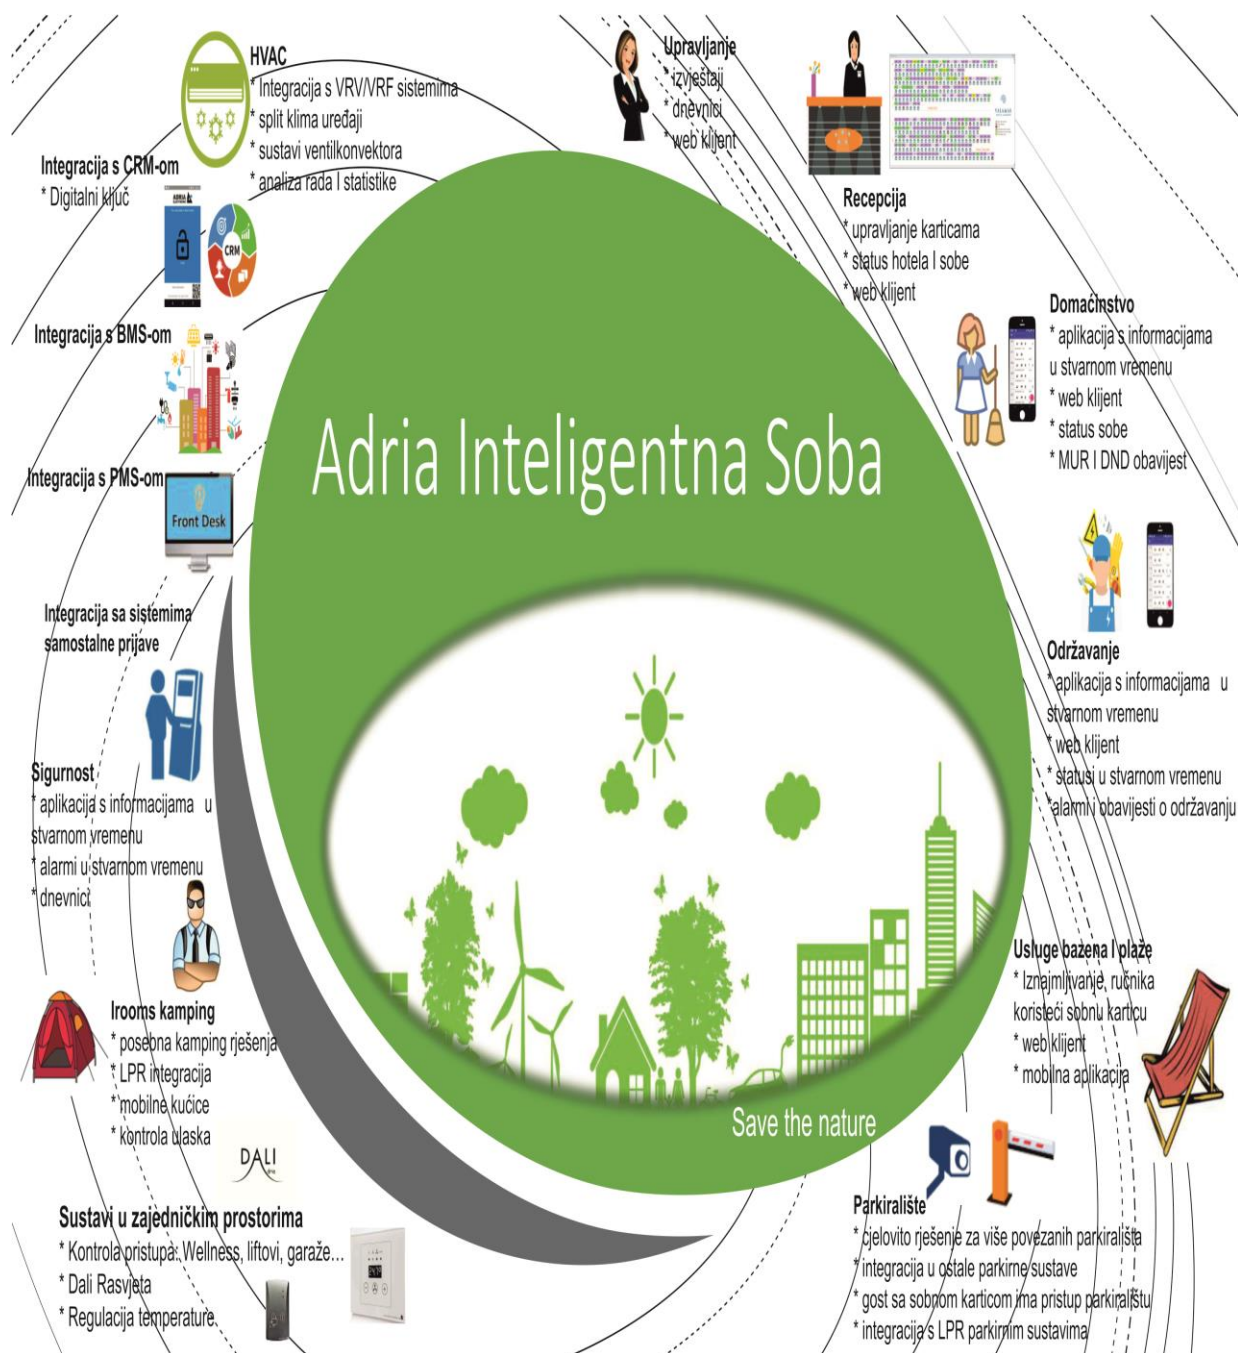 HVAC
* Integracija s VRV/VRF sistemima
* split klima uređaji
* sustavi ventilkonvektora
* analiza rada I statistike
Integracija s CRM-om
* Digitalni ključ
ADRIA
CRM
Integracija s BMS-om
Integracija s PMS-om
Front Desk
Integracija sa sistemima
samostalne prijave
Sigurnost
* aplikacija s informacijama u
stvarnom vremenu
* alarmi u stvarnom vremenu
* dnevnici
Irooms kamping
* posebna kamping rješenja
* LPR integracija
* mobilne kućice
* kontrola ulaska
DALI
Sustavi u zajedničkim prostorima
* Kontrola pristupa: Wellness, liftovi, garaže...
* Dali Rasvjeta
* Regulacija temperature
Adria Inteligentna Soba
Save the nature
Upravljanje
* izvještaji
* dnevnici
* web klijent
Recepcija
* upravljanje karticama
* status hotela I sobe
* web klijent
Domaćinstvo
* aplikacija s informacijama
u stvarnom vremenu
* web klijent
* status sobe
* MUR I DND obavijest
Održavanje
* aplikacija s informacijama u
stvarnom vremenu
* web klijent
* statusi u stvarnom vremenu
*alarmi i obavijesti o održavanju
Usluge bazena I plaže
* Iznajmljivanje, ručnika
koristeći sobnu karticu
* web klijent
* mobilna aplikacija
Parkiralište
* cjelovito rješenje za više povezanih parkirališta
* integracija u ostale parkirne sustave
* gost sa sobnom karticom ima pristup parkiralištu
* integracija s LPR parkirnim sustavima